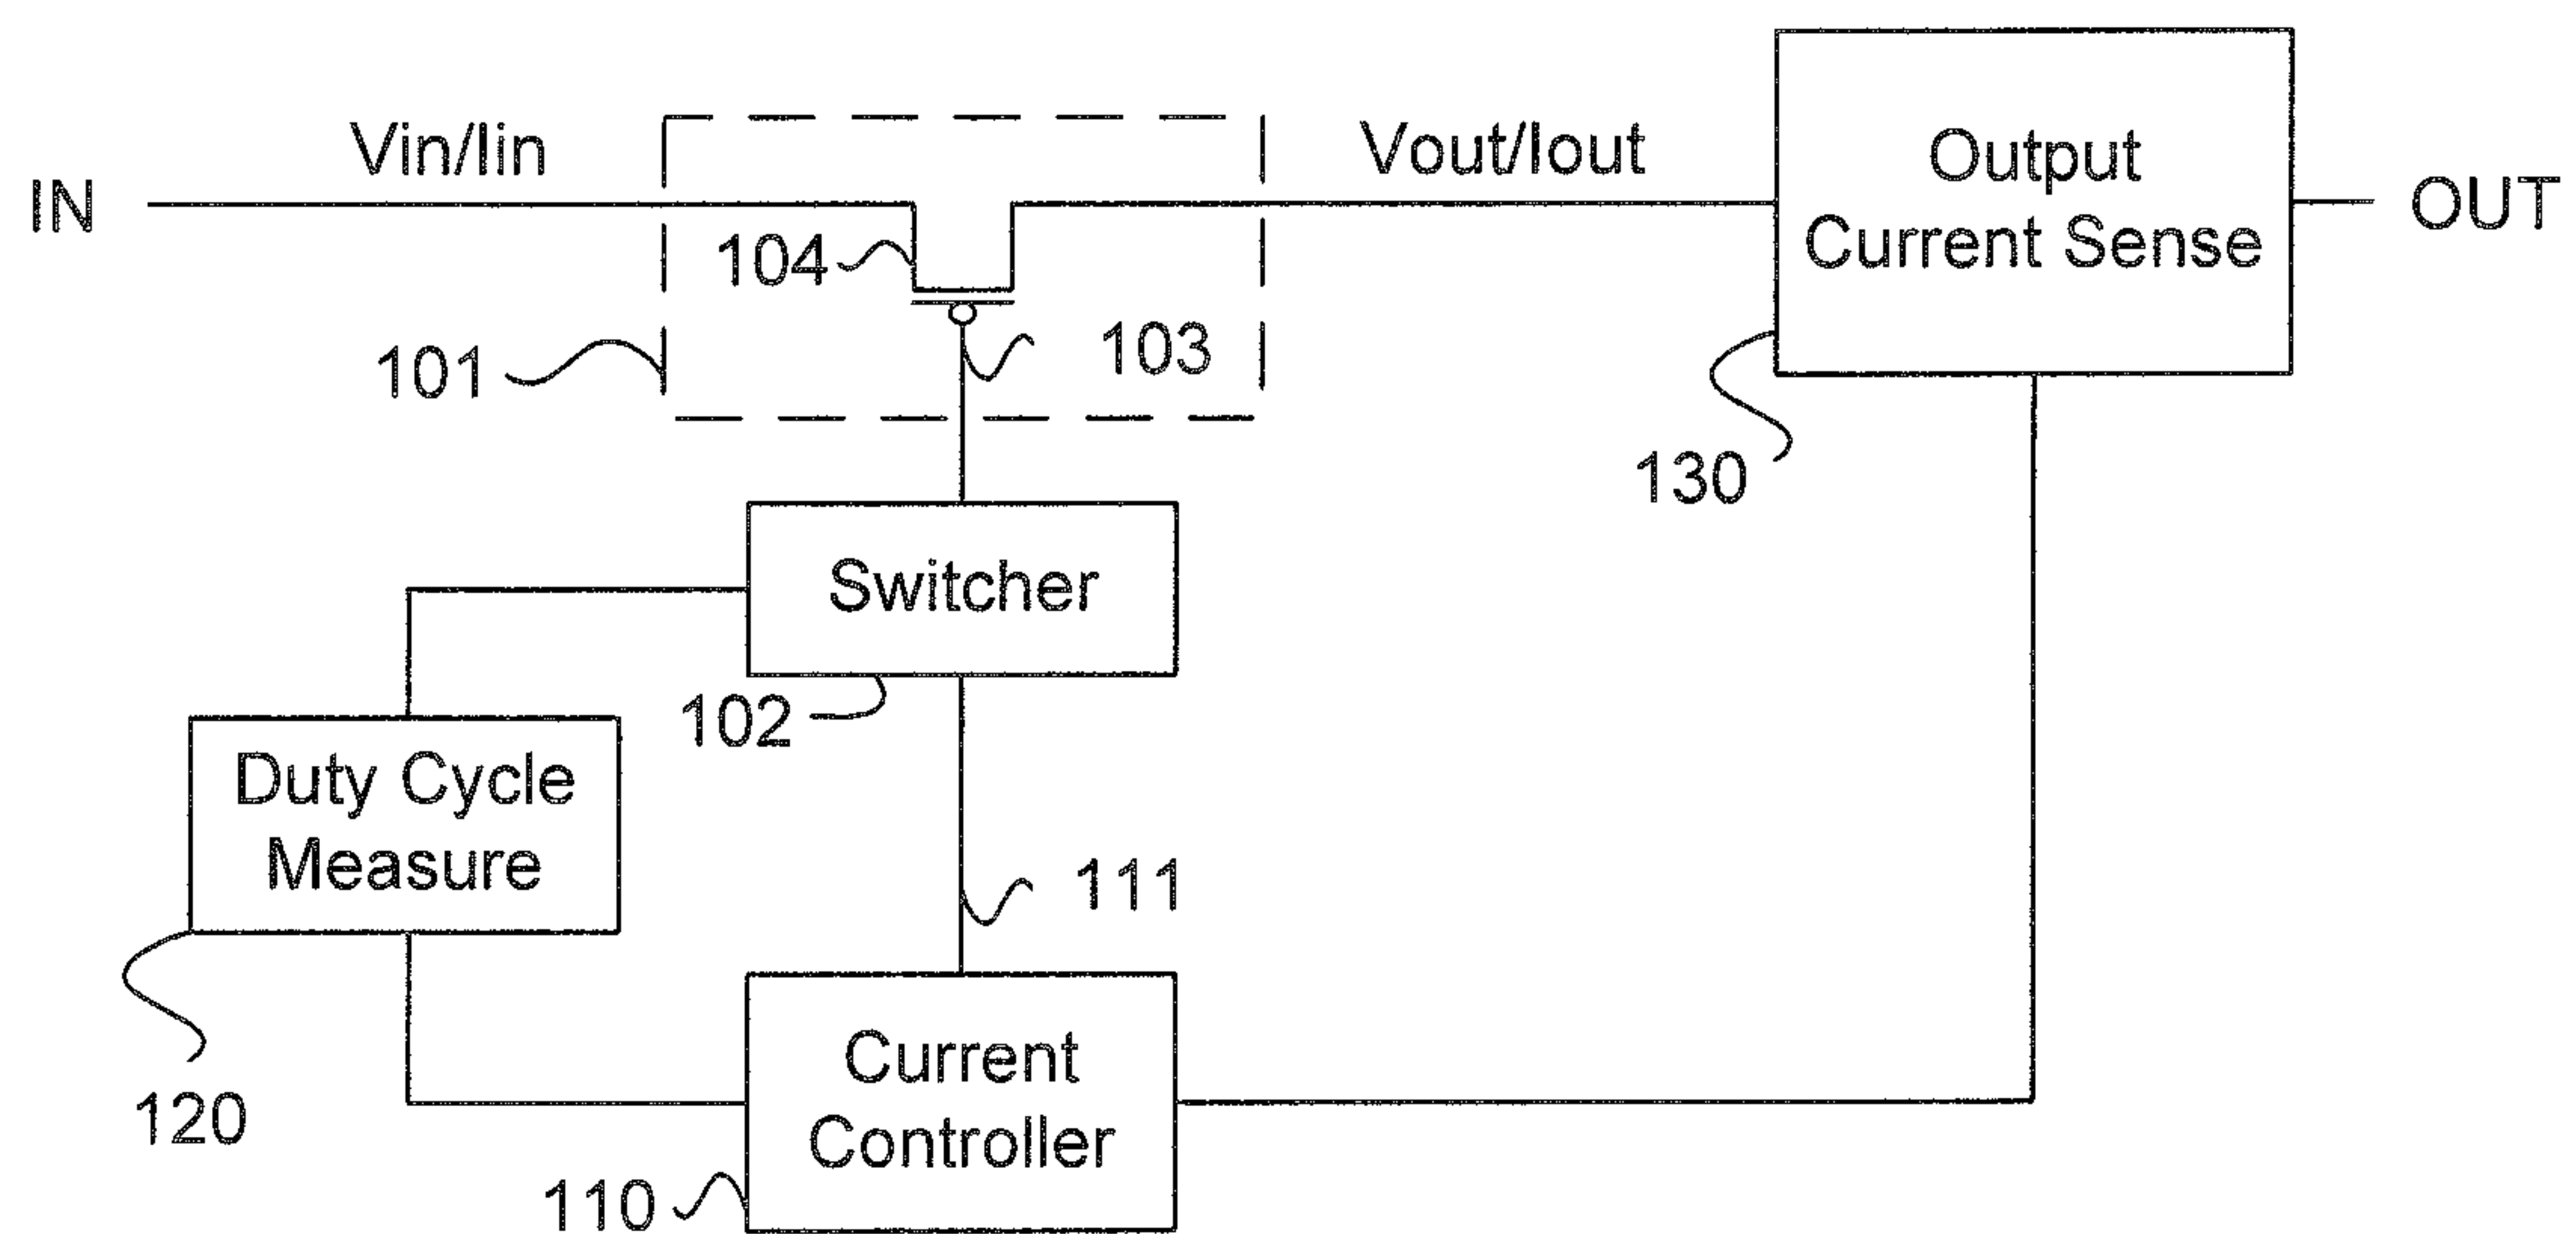 Vin/Iin
Vout/Iout
Output
Current Sense
IN
OUT
104
103
101
130
Switcher
102
Duty Cycle
Measure
111
Current
Controller
120
110